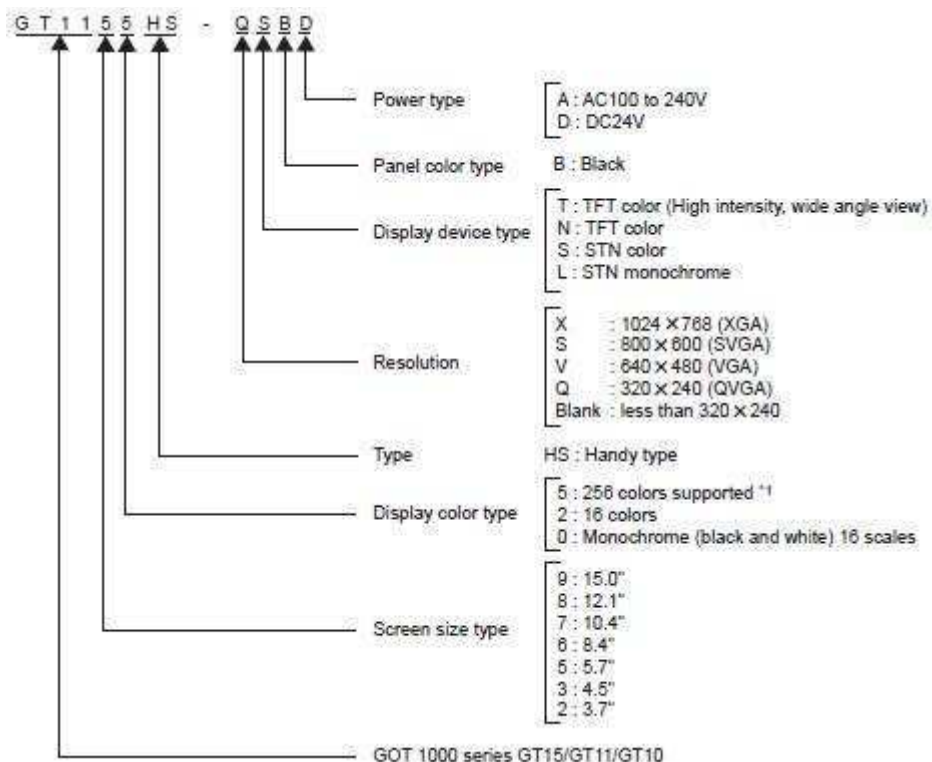 GT1155HS-QSBD
Power type
A : AC100 to 240V
D : DC24V
Panel color type
B : Black
Display device type
T : TFT color (High intensity, wide angle view)
N : TFT color
S : STN color
L : STN monochrome
Resolution
X : 1024 × 768 (XGA)
S : 800 × 600 (SVGA)
V : 640 × 480 (VGA)
Q : 320 × 240 (QVGA)
Blank : less than 320 × 240
Type
HS : Handy type
Display color type
5 : 256 colors supported *1
2 : 16 colors
0 : Monochrome (black and white) 16 scales
Screen size type
9 : 15.0"
8 : 12.1"
7 : 10.4"
6 : 8.4"
5 : 5.7"
3 : 4.5"
2 : 3.7"
GOT 1000 series GT15/GT11/GT10